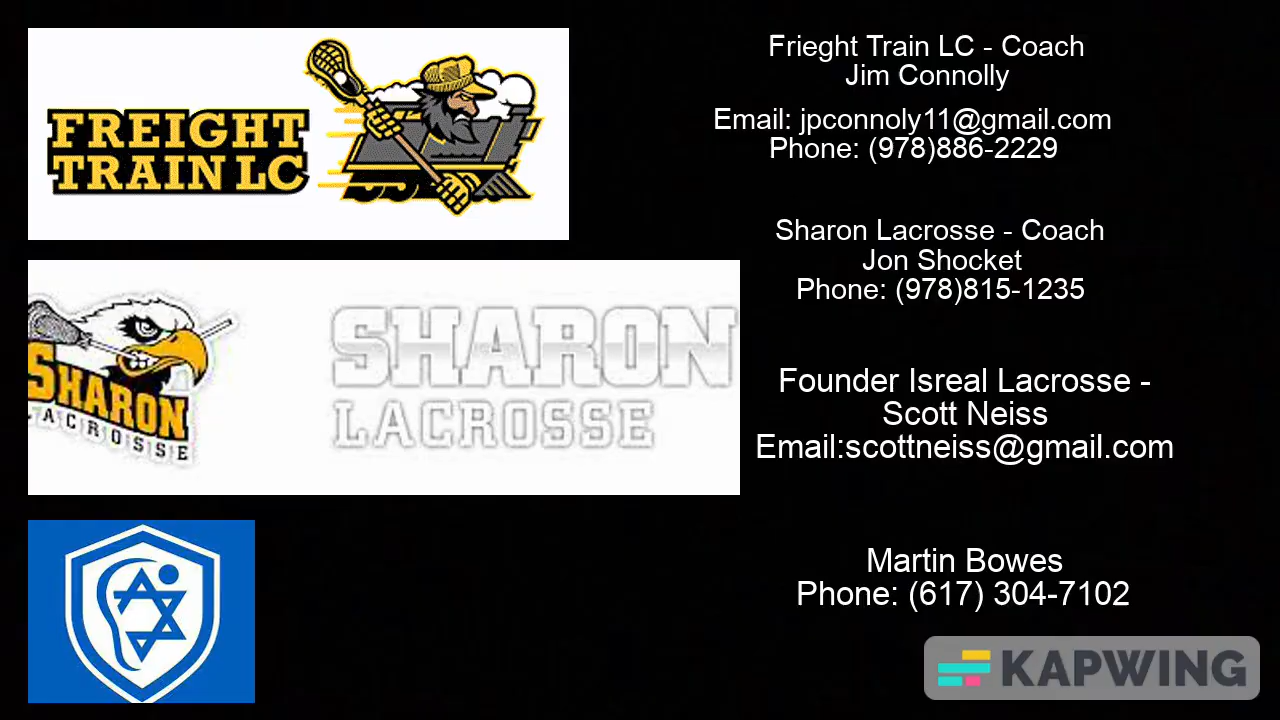 FREIGHT
TRAIN LC
Frieght Train LC - Coach
Jim Connolly
Email: jpconnoly11@gmail.com
Phone: (978)886-2229
SHARON
LACROSSE
SHARON
LACROSSE
Sharon Lacrosse - Coach
Jon Shocket
Phone: (978)815-1235
Founder Isreal Lacrosse -
Scott Neiss
Email:scottneiss@gmail.com
Martin Bowes
Phone: (617) 304-7102
KAPWING